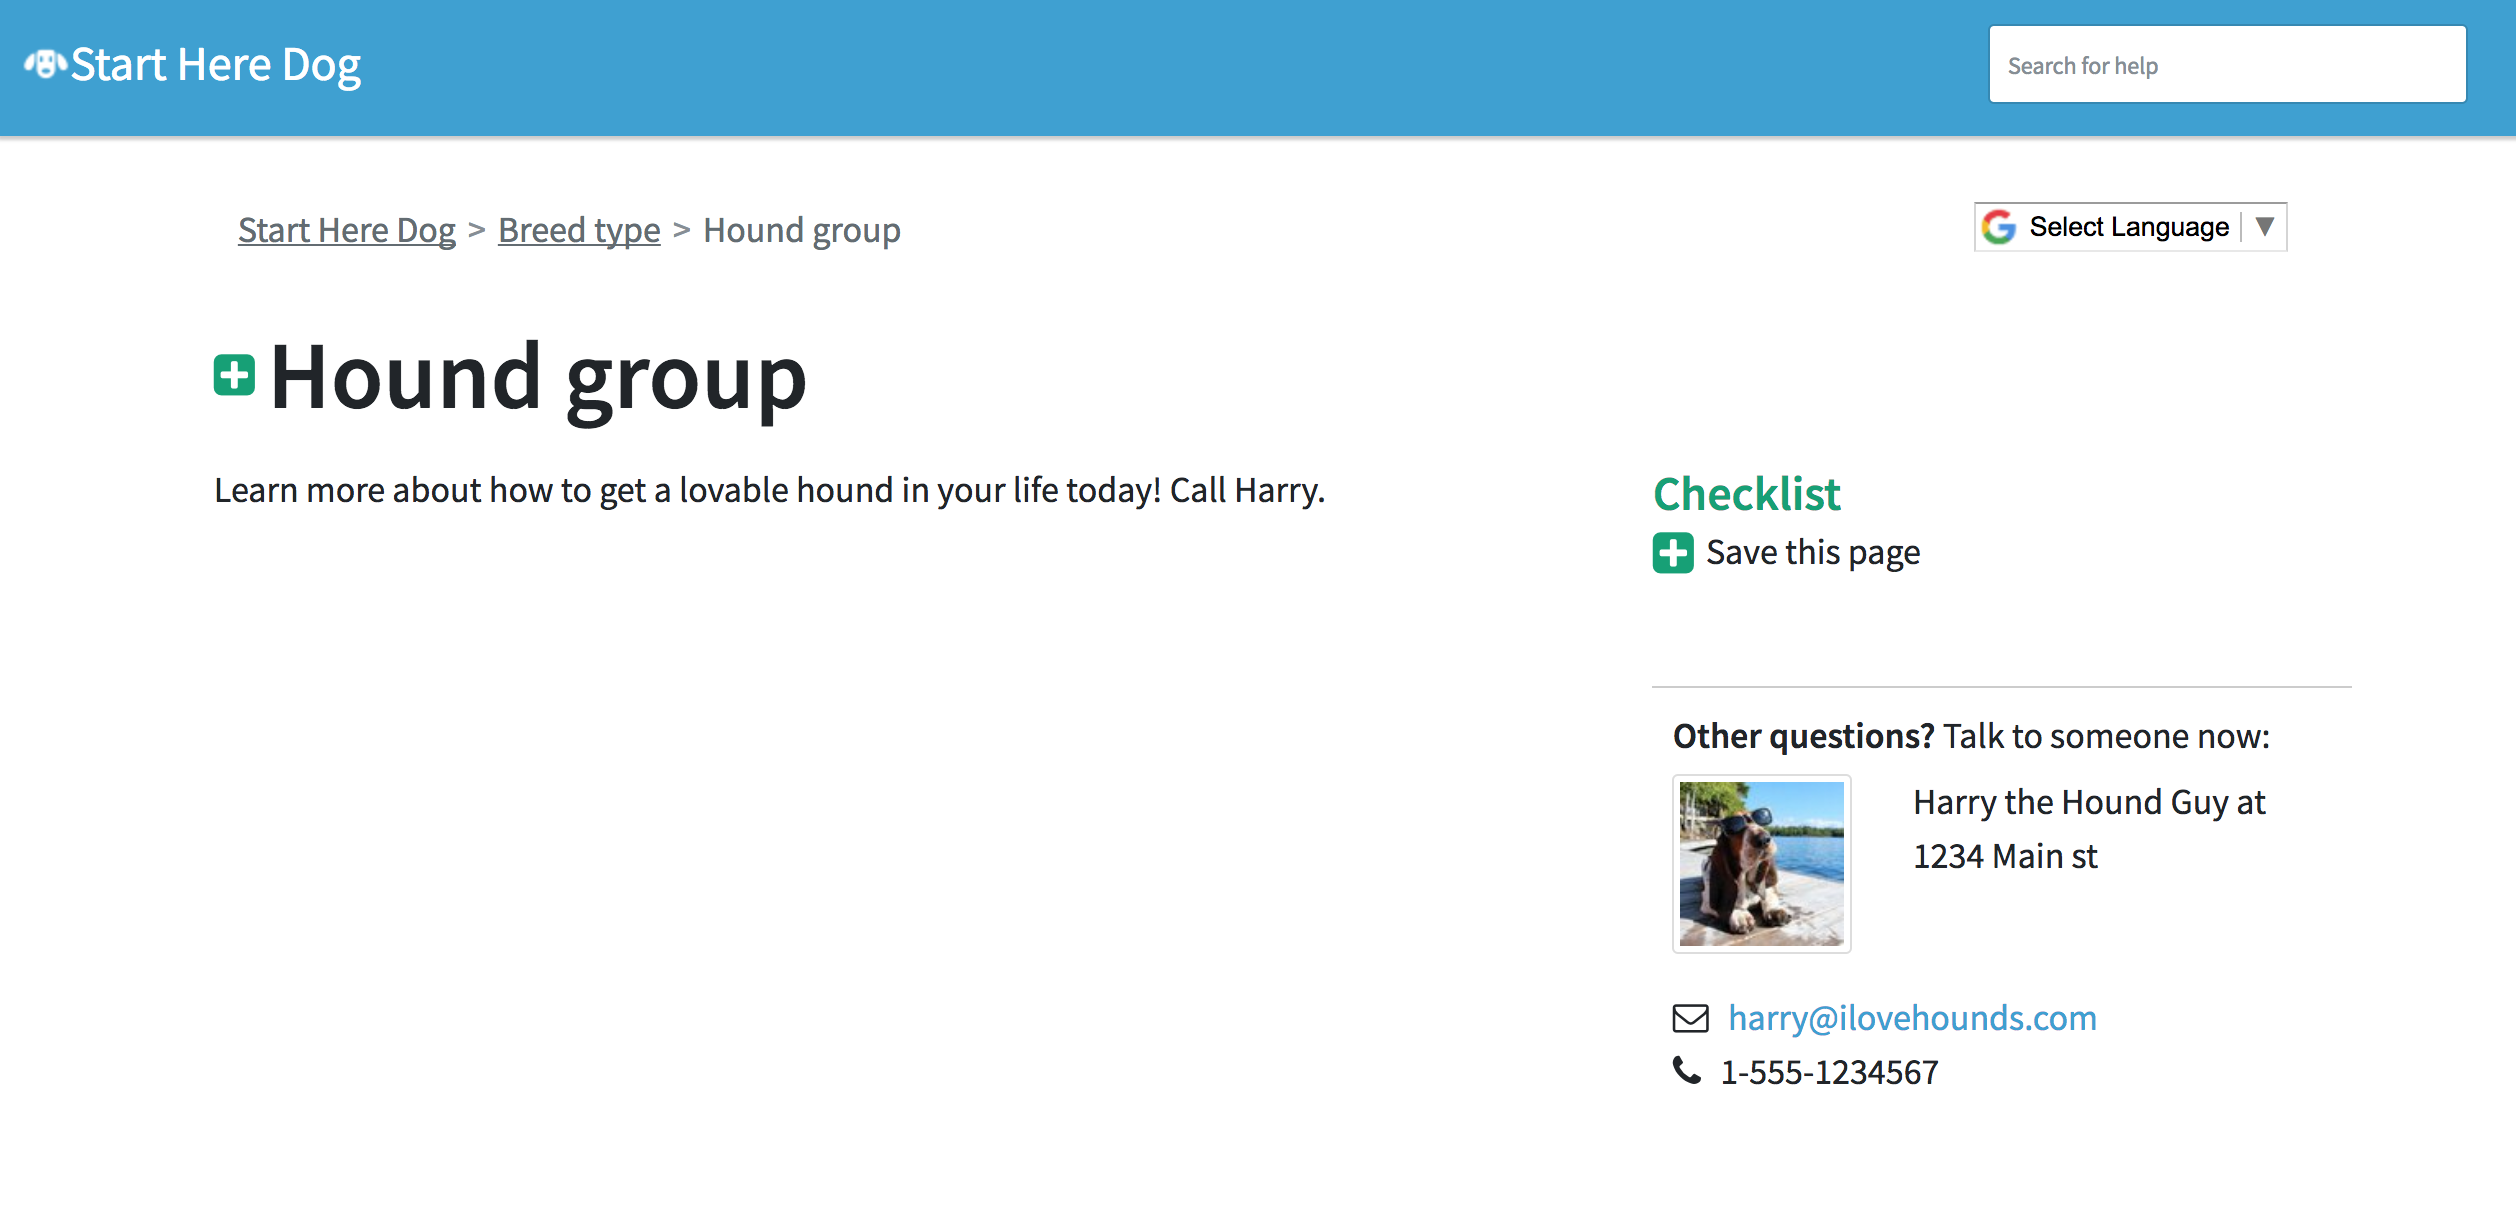 Start Here Dog
Search for help
Start Here Dog > Breed type > Hound group
Select Language
Hound group
Learn more about how to get a lovable hound in your life today! Call Harry.
Checklist
Save this page
Other questions? Talk to someone now:
Harry the Hound Guy at
1234 Main st
harry@ilovehounds.com
1-555-1234567